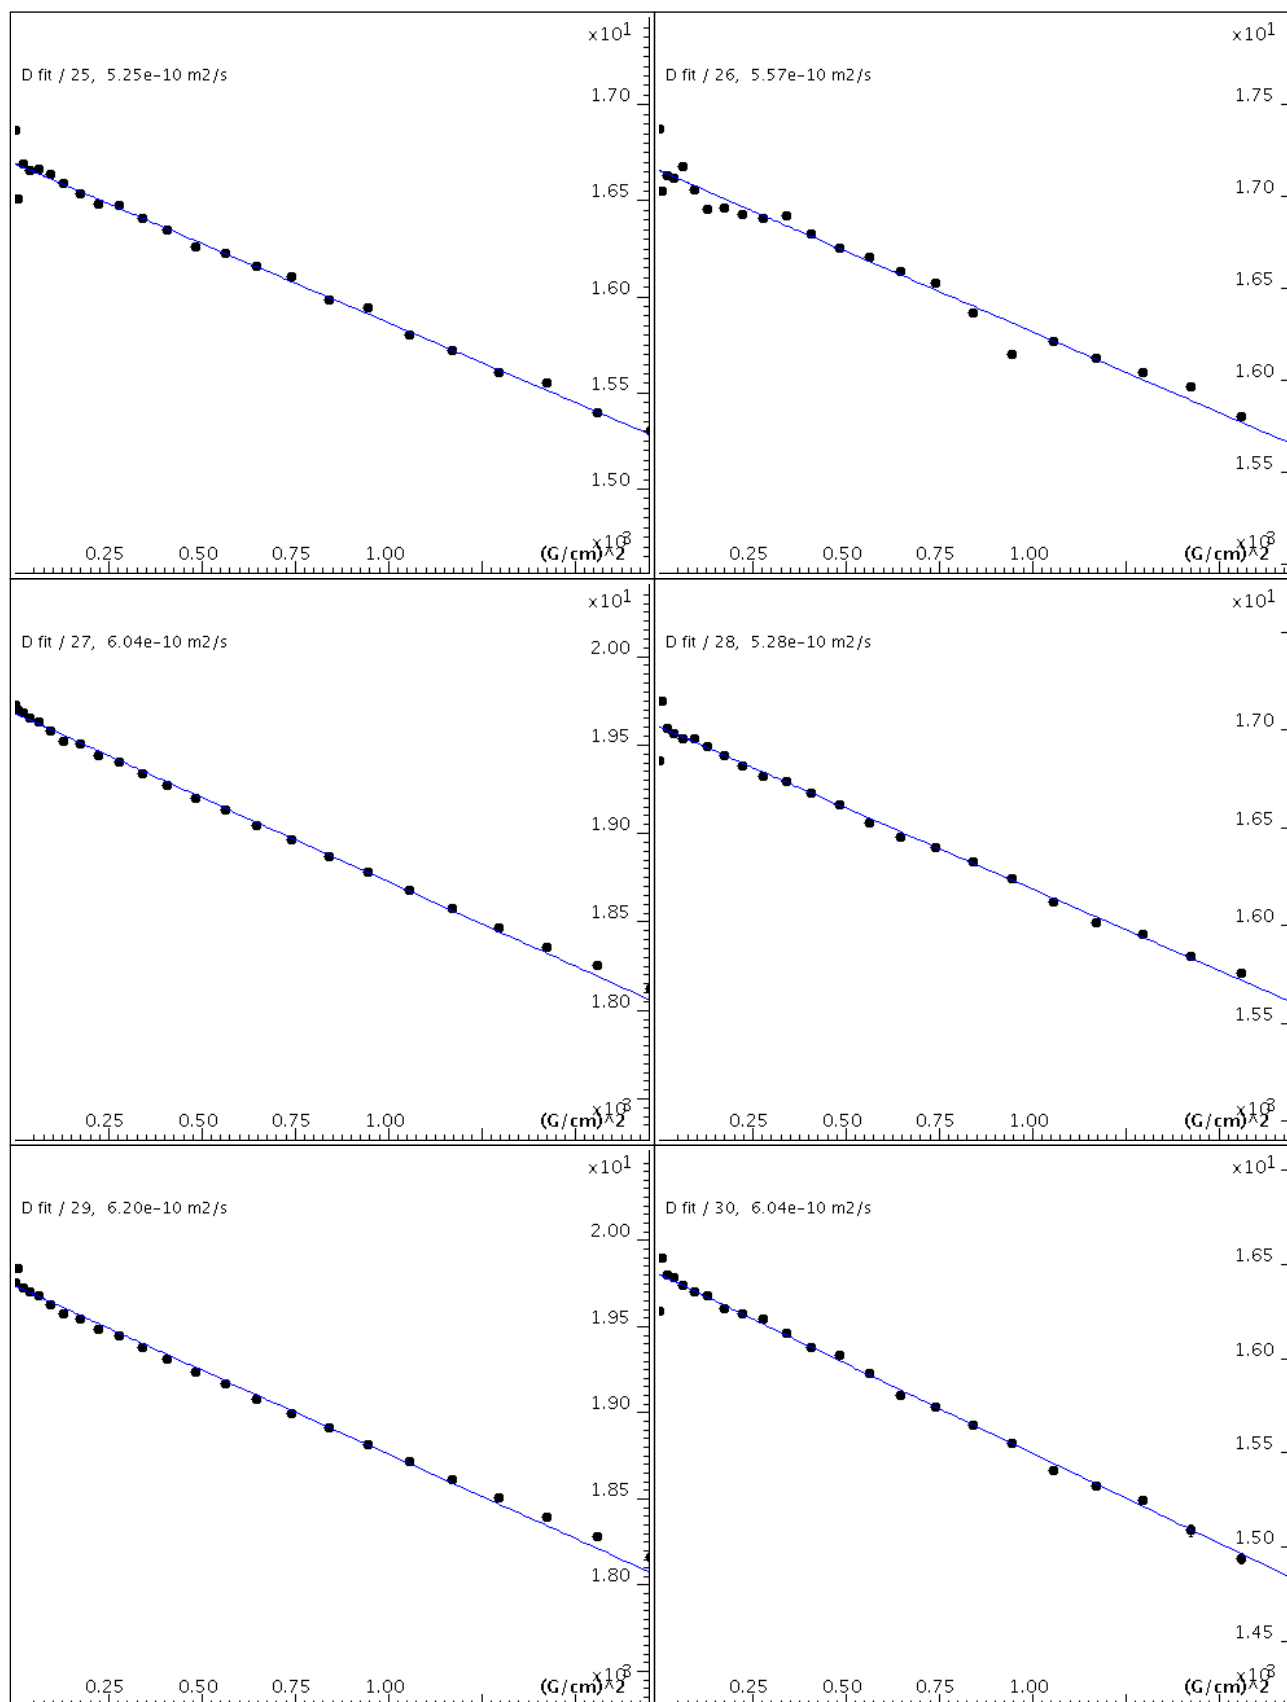 x10¹
D fit / 25, 5.25e-10 m2/s
1.70
1.65
1.60
1.55
1.50
x10³
0.25 0.50 0.75 1.00 (G/cm)^2
x10¹
D fit / 26, 5.57e-10 m2/s
1.75
1.70
1.65
1.60
1.55
x10³
0.25 0.50 0.75 1.00 (G/cm)^2
x10¹
D fit / 27, 6.04e-10 m2/s
2.00
1.95
1.90
1.85
1.80
x10³
0.25 0.50 0.75 1.00 (G/cm)^2
x10¹
D fit / 28, 5.28e-10 m2/s
1.70
1.65
1.60
1.55
x10³
0.25 0.50 0.75 1.00 (G/cm)^2
x10¹
D fit / 29, 6.20e-10 m2/s
2.00
1.95
1.90
1.85
1.80
x10³
0.25 0.50 0.75 1.00 (G/cm)^2
x10¹
D fit / 30, 6.04e-10 m2/s
1.65
1.60
1.55
1.50
1.45
x10³
0.25 0.50 0.75 1.00 (G/cm)^2